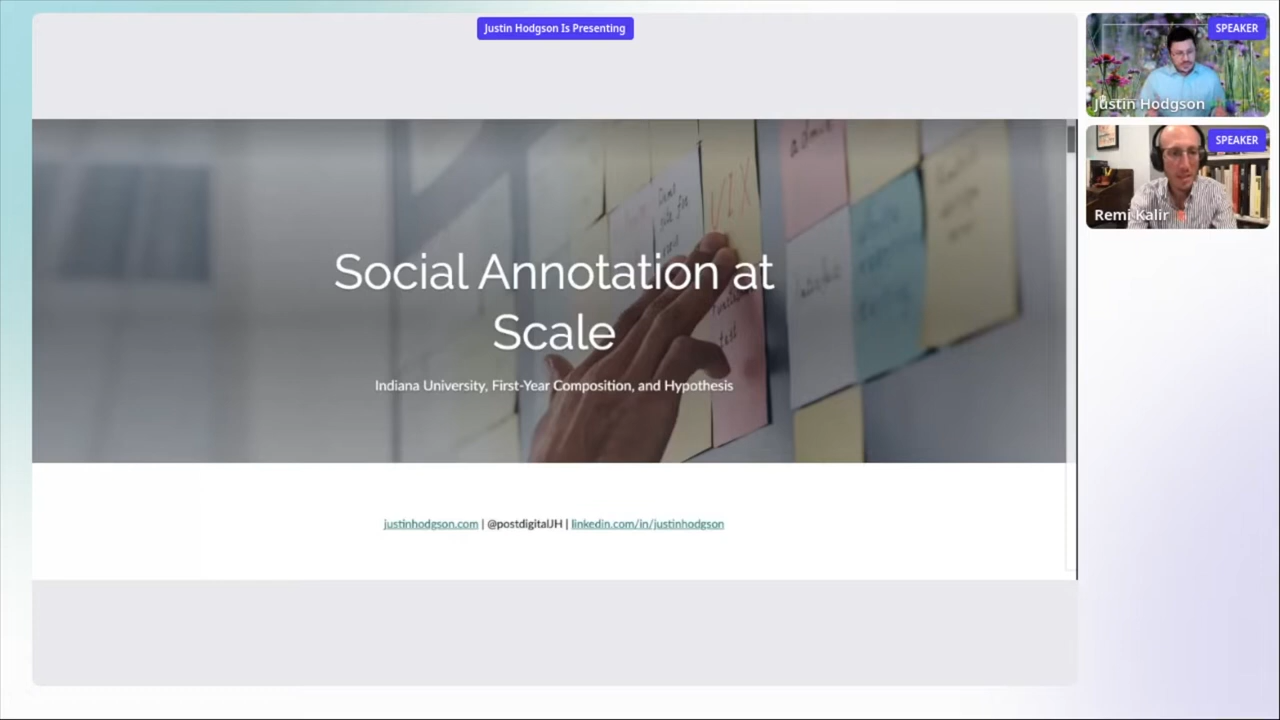 Justin Hodgson Is Presenting
SPEAKER
Justin Hodgson
SPEAKER
Remi Kalir
Social Annotation at
Scale
Indiana University, First-Year Composition, and Hypothesis
justinhodgson.com | @postdigitalJH | linkedin.com/in/justinhodgson